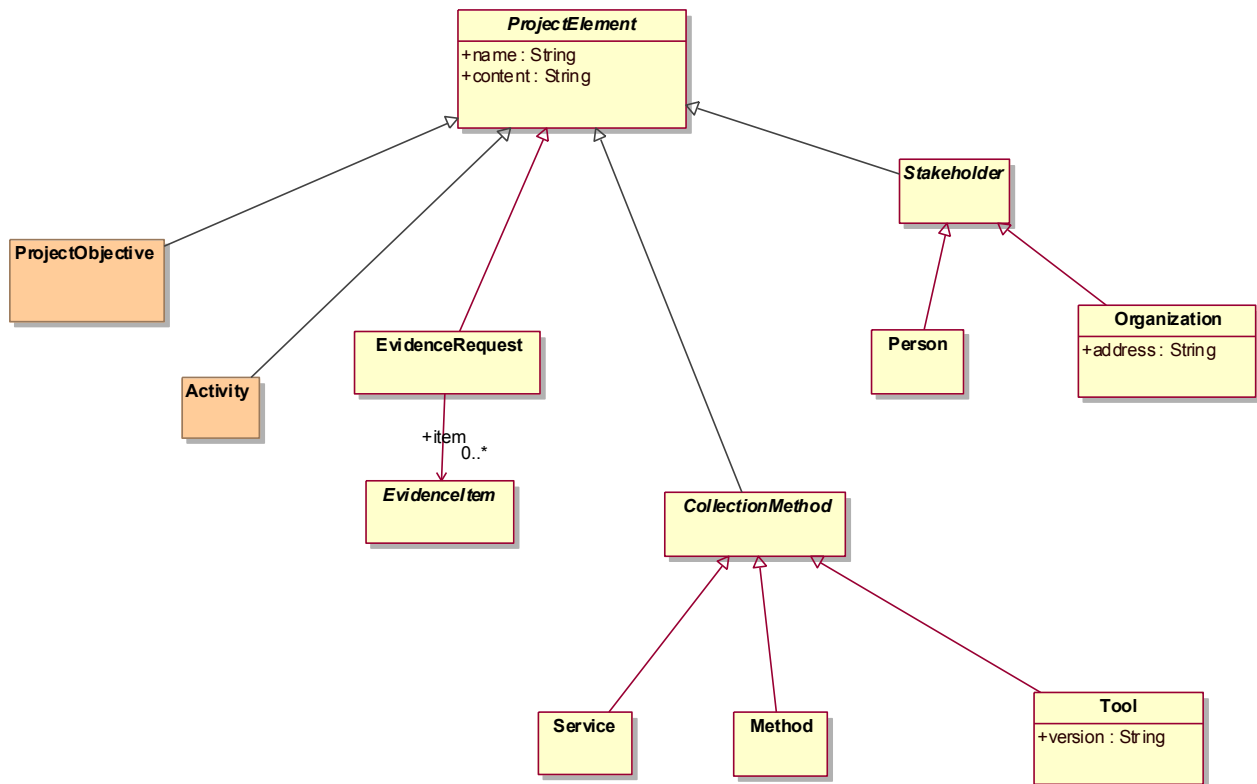 ProjectElement
+name : String
+content : String
Stakeholder
ProjectObjective
Organization
+address : String
EvidenceRequest
Person
Activity
+item
0..*
EvidenceItem
CollectionMethod
Service
Method
Tool
+version : String